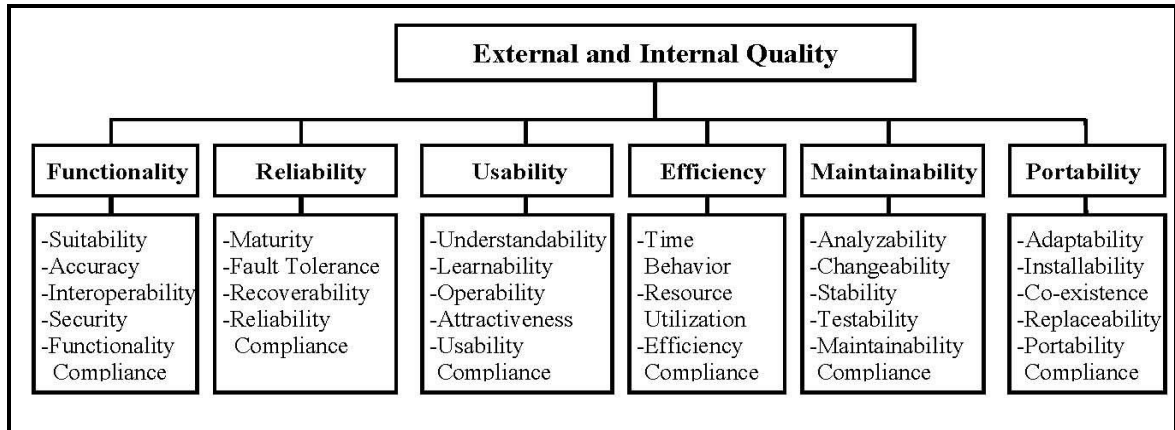 External and Internal Quality
Functionality
Reliability
Usability
Efficiency
Maintainability
Portability
-Suitability
-Accuracy
-Interoperability
-Security
-Functionality
Compliance
-Maturity
-Fault Tolerance
-Recoverability
-Reliability
Compliance
-Understandability
-Learnability
-Operability
-Attractiveness
-Usability
Compliance
-Time
Behavior
-Resource
Utilization
-Efficiency
Compliance
-Analyzability
-Changeability
-Stability
-Testability
-Maintainability
Compliance
-Adaptability
-Installability
-Co-existence
-Replaceability
-Portability
Compliance